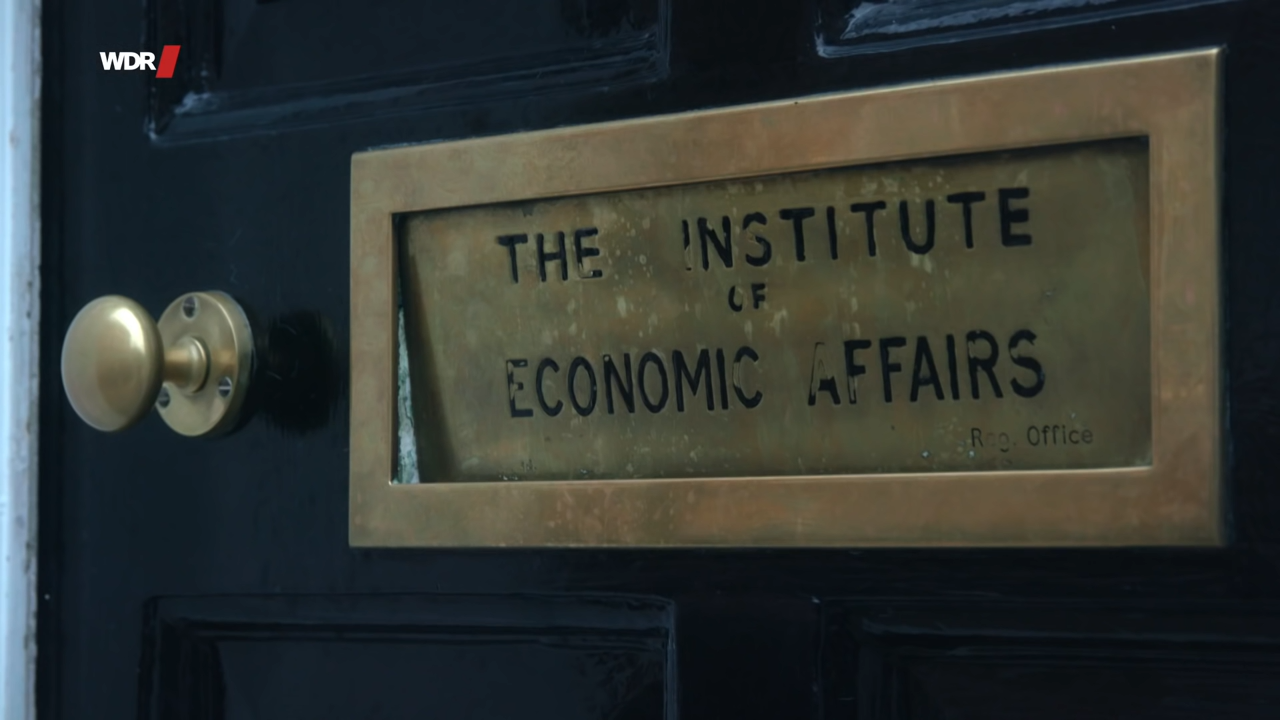 WDR
THE INSTITUTE
OF
ECONOMIC AFFAIRS
Reg. Office